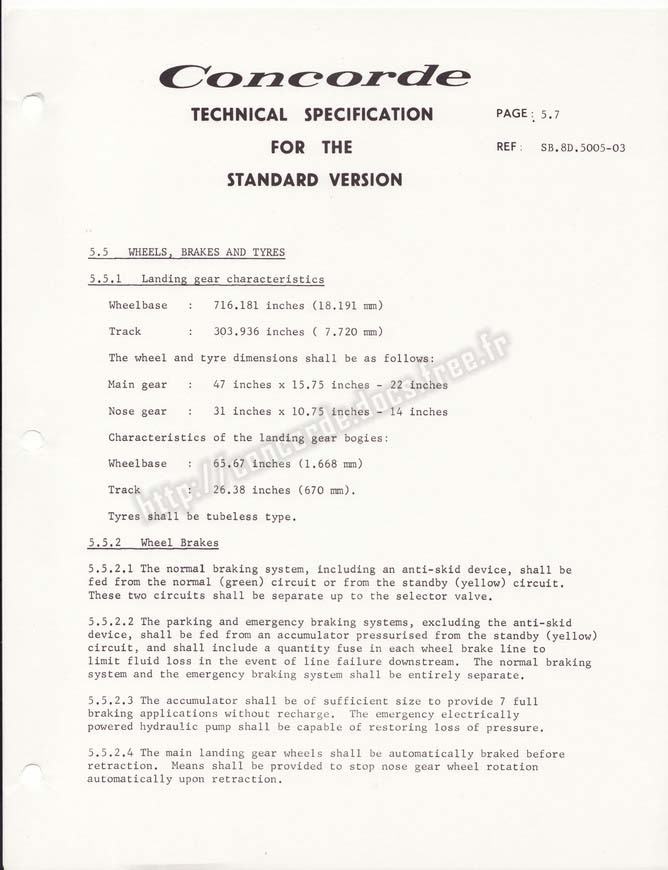 Concorde
TECHNICAL SPECIFICATION
FOR THE
STANDARD VERSION
PAGE: 5.7
REF: SB.8D.5005-03
5.5 WHEELS, BRAKES AND TYRES
5.5.1 Landing gear characteristics
Wheelbase : 716.181 inches (18.191 mm)
Track : 303.936 inches ( 7.720 mm)
The wheel and tyre dimensions shall be as follows:
Main gear : 47 inches x 15.75 inches - 22 inches
Nose gear : 31 inches x 10.75 inches - 14 inches
Characteristics of the landing gear bogies:
Wheelbase : 65.67 inches (1.668 mm)
Track : 26.38 inches (670 mm).
Tyres shall be tubeless type.
5.5.2 Wheel Brakes
5.5.2.1 The normal braking system, including an anti-skid device, shall be
fed from the normal (green) circuit or from the standby (yellow) circuit.
These two circuits shall be separate up to the selector valve.
5.5.2.2 The parking and emergency braking systems, excluding the anti-skid
device, shall be fed from an accumulator pressurised from the standby (yellow)
circuit, and shall include a quantity fuse in each wheel brake line to
limit fluid loss in the event of line failure downstream. The normal braking
system and the emergency braking system shall be entirely separate.
5.5.2.3 The accumulator shall be of sufficient size to provide 7 full
braking applications without recharge. The emergency electrically
powered hydraulic pump shall be capable of restoring loss of pressure.
5.5.2.4 The main landing gear wheels shall be automatically braked before
retraction. Means shall be provided to stop nose gear wheel rotation
automatically upon retraction.
http://concorde.docs.free.fr